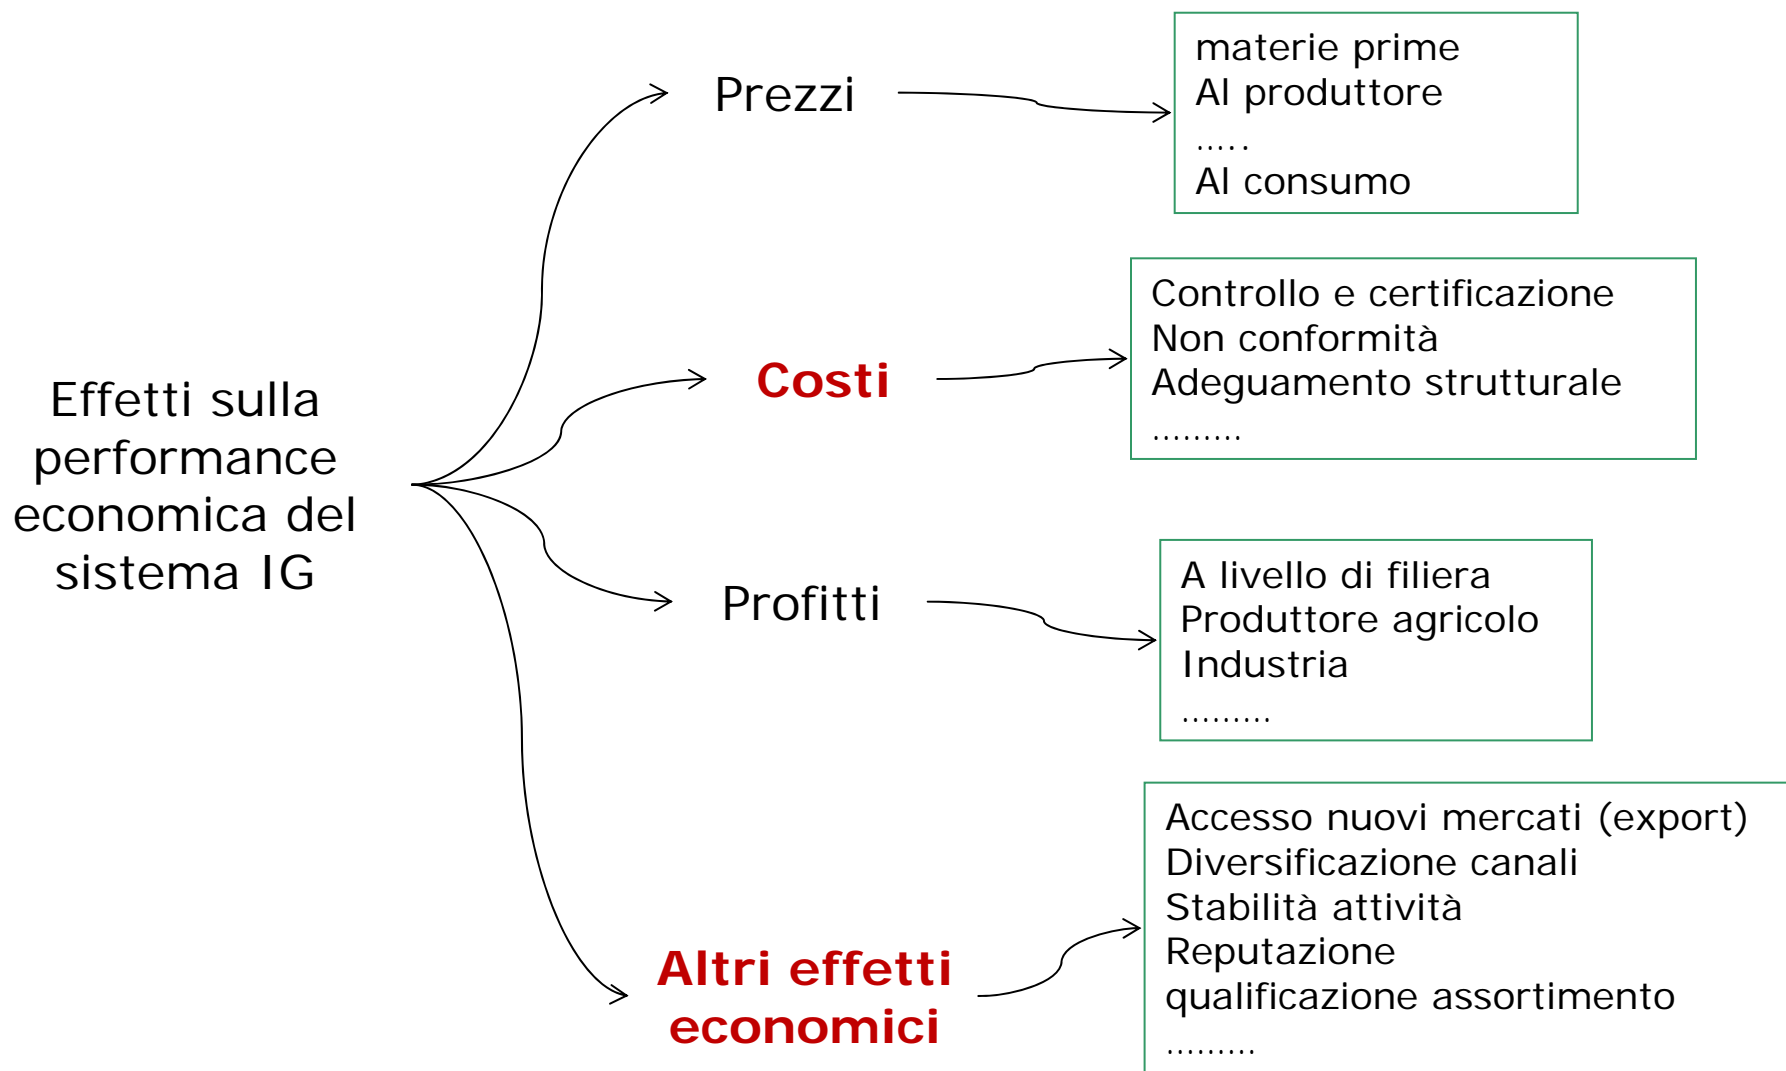 Effetti sulla
performance
economica del
sistema IG
Prezzi
materie prime
Al produttore
.....
Al consumo
Costi
Controllo e certificazione
Non conformità
Adeguamento strutturale
.........
Profitti
A livello di filiera
Produttore agricolo
Industria
.........
Altri effetti
economici
Accesso nuovi mercati (export)
Diversificazione canali
Stabilità attività
Reputazione
qualificazione assortimento
.........